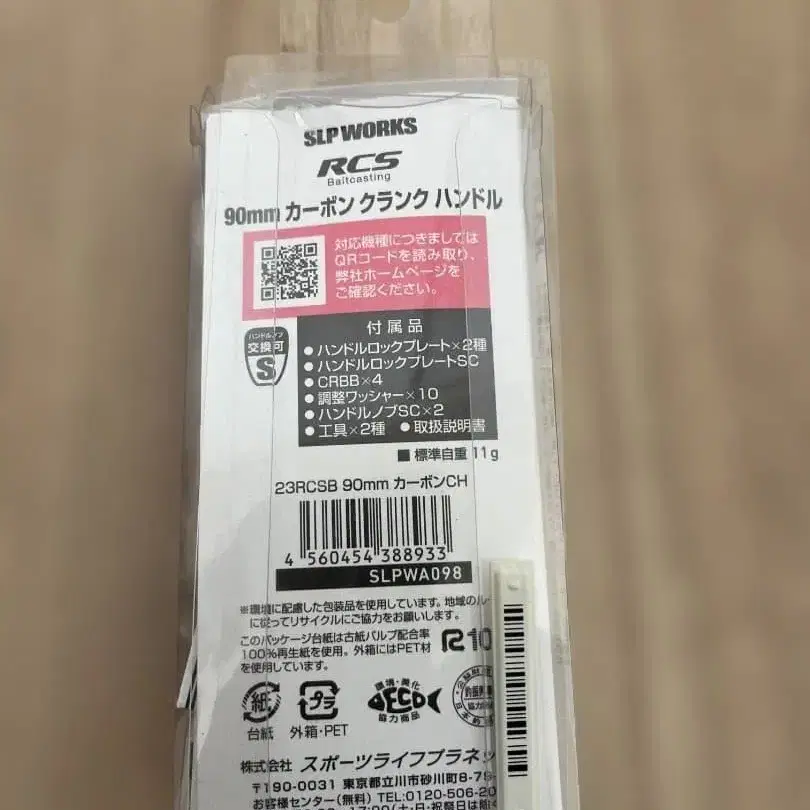 SLP WORKS
RCS
Baitcasting
90mm カーボン クランク ハンドル
対応機種につきましては
QRコードを読み取り、
弊社ホームページを
ご確認ください。
ハンドルノブ
交換可
S
付属品
●ハンドルロックプレート×2種
●ハンドルロックプレートSC
●CRBB×4
●調整ワッシャー×10
●ハンドルノブSC×2
●工具×2種 ●取扱説明書
■標準自重 11g
23RCSB 90mm カーボンCH
4 560454 388933
SLPWA098
※環境に配慮した包装品を使用しています。地域のルー
に従ってリサイクルにご協力をお願いします。
このパッケージ台紙は古紙パルプ配合率
100%再生紙を使用。外箱にはPET材
を使用しています。
R10
紙
プラ
環境・美化
ECO
協力商品
台紙 外箱・PET
株式会社 スポーツライフプラネッ
〒190-0031 東京都立川市砂川町8-
お客様センター(無料) TEL:0120-506-20